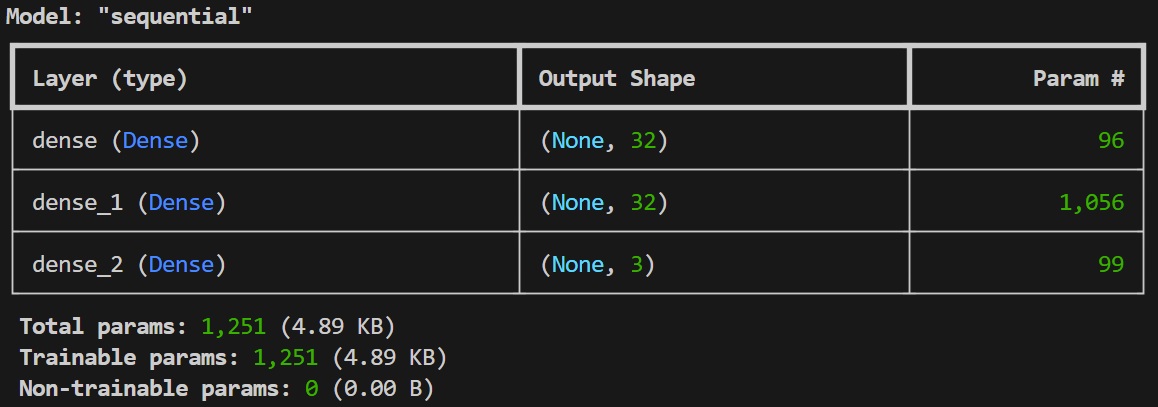 Model: "sequential"
Layer (type) Output Shape Param #
dense (Dense) (None, 32) 96
dense_1 (Dense) (None, 32) 1,056
dense_2 (Dense) (None, 3) 99
Total params: 1,251 (4.89 KB)
Trainable params: 1,251 (4.89 KB)
Non-trainable params: 0 (0.00 B)